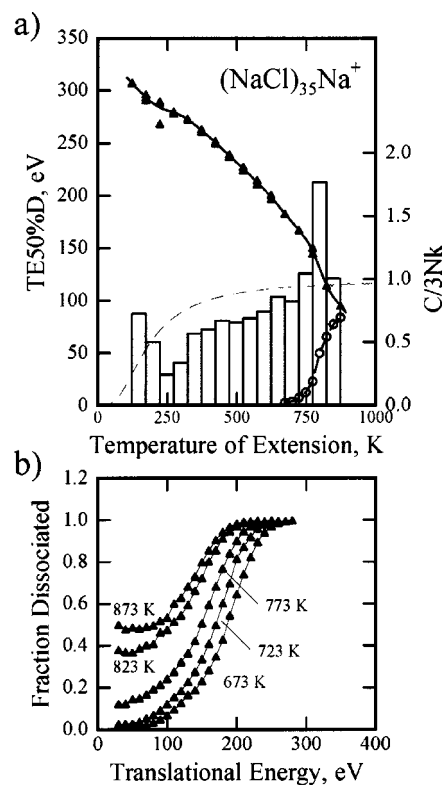 a)
(NaCl)35Na+
TE50%D, eV
350
300
250
200
150
100
50
0
C/3Nk
2.0
1.5
1.0
0.5
0.0
0 250 500 750 1000
Temperature of Extension, K
b)
Fraction Dissociated
1.0
0.8
0.6
0.4
0.2
0.0
873 K
823 K
773 K
723 K
673 K
0 100 200 300 400
Translational Energy, eV